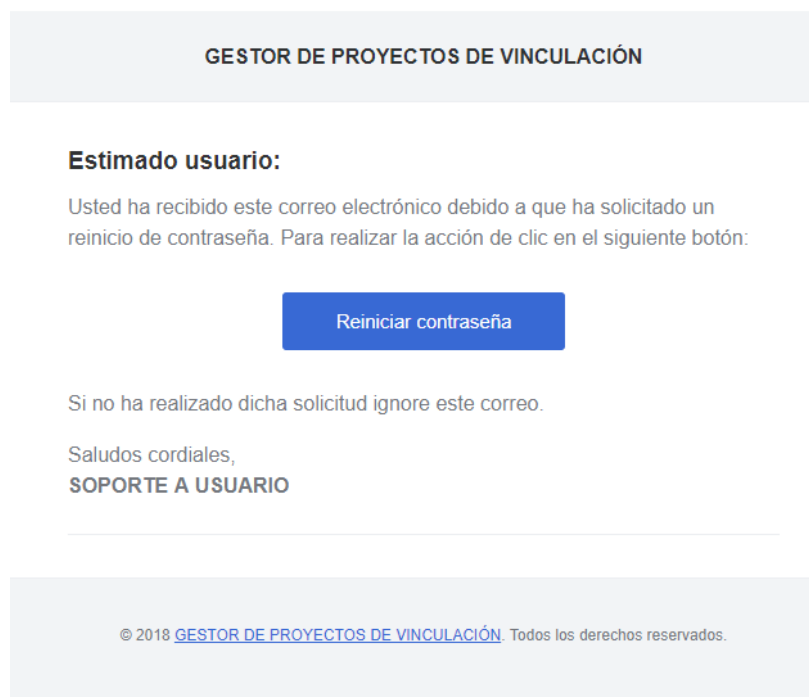 GESTOR DE PROYECTOS DE VINCULACIÓN
Estimado usuario:
Usted ha recibido este correo electrónico debido a que ha solicitado un
reinicio de contraseña. Para realizar la acción de clic en el siguiente botón:
Reiniciar contraseña
Si no ha realizado dicha solicitud ignore este correo.
Saludos cordiales,
SOPORTE A USUARIO
© 2018 GESTOR DE PROYECTOS DE VINCULACIÓN. Todos los derechos reservados.